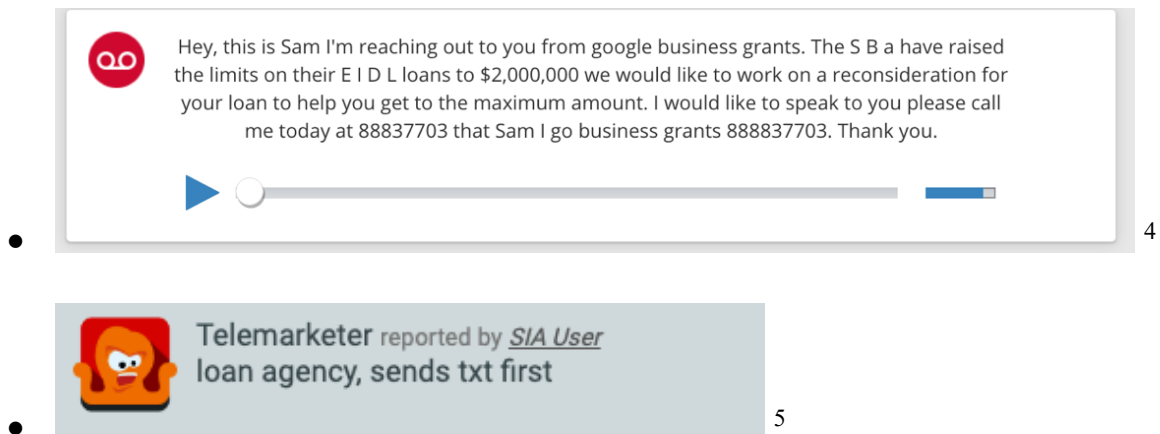 Hey, this is Sam I'm reaching out to you from google business grants. The S B a have raised
the limits on their E I D L loans to $2,000,000 we would like to work on a reconsideration for
your loan to help you get to the maximum amount. I would like to speak to you please call
me today at 88837703 that Sam I go business grants 888837703. Thank you.
4
Telemarketer reported by SIA User
loan agency, sends txt first
5